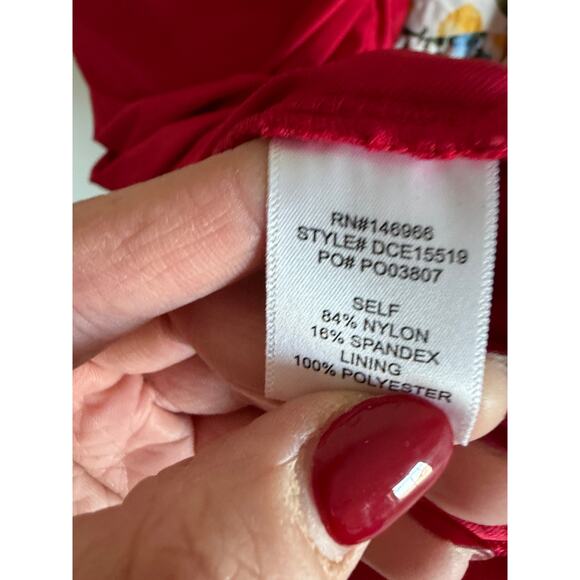 RN#146966
STYLE# DCE15519
PO# PO03807
SELF
84% NYLON
16% SPANDEX
LINING
100% POLYESTER